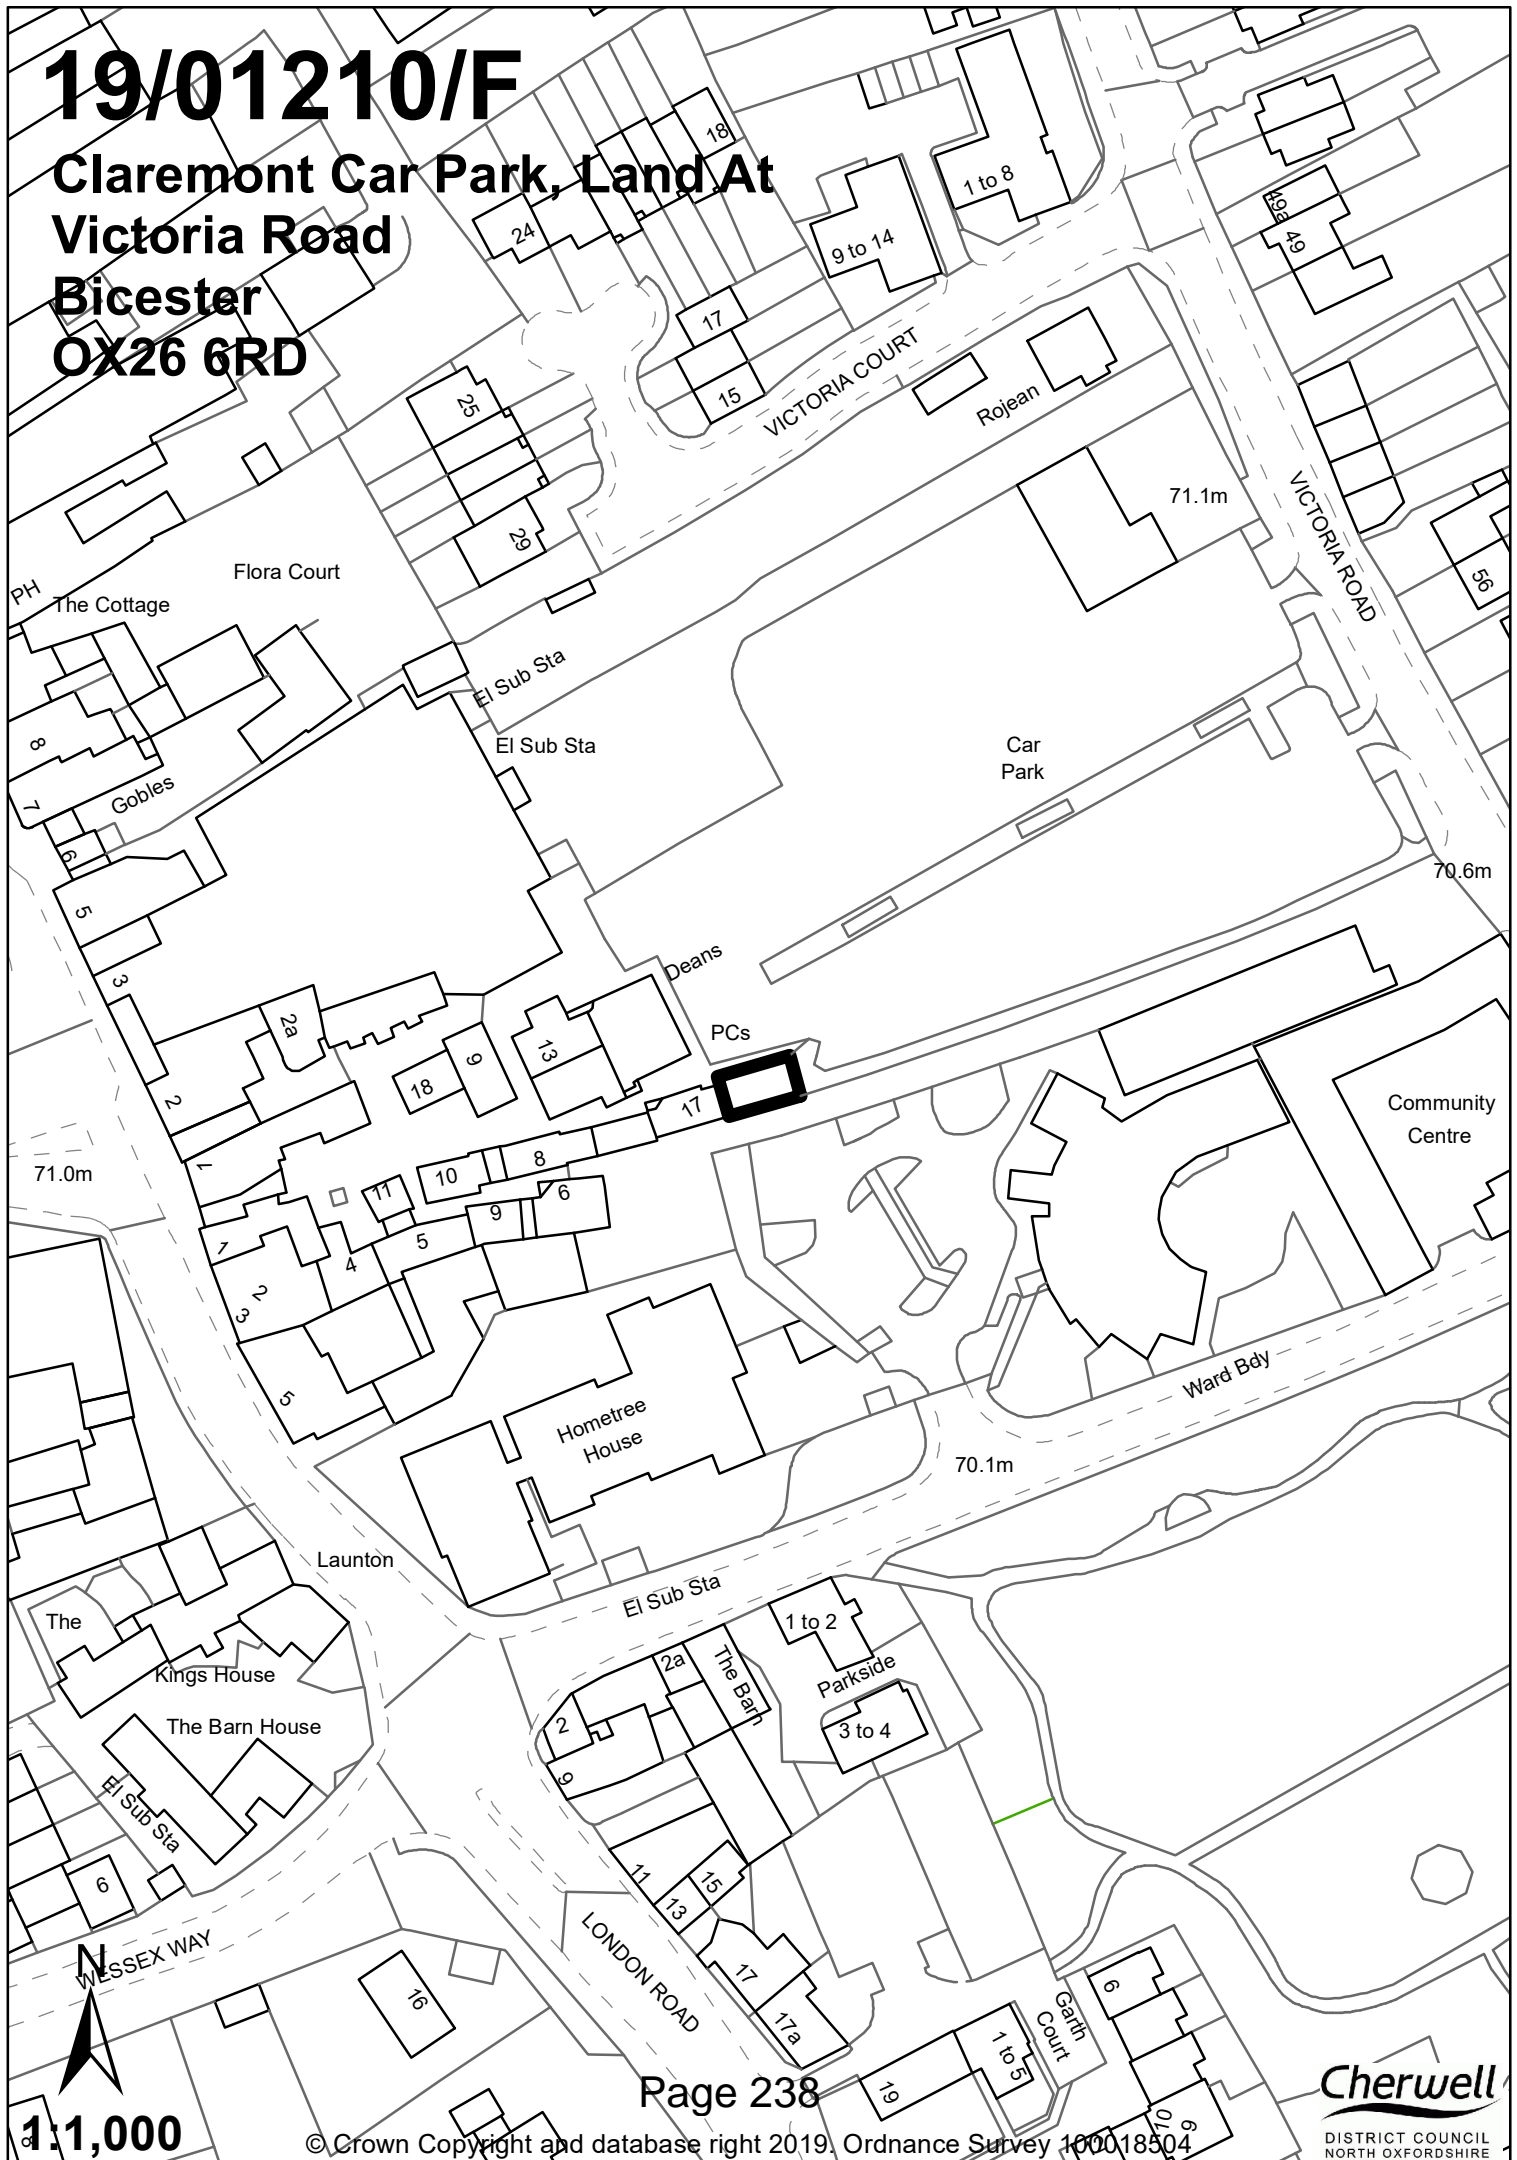 19/01210/F
Claremont Car Park, Land At
Victoria Road
Bicester
OX26 6RD
18
1 to 8
24
9 to 14
49a
49
17
15
VICTORIA COURT
Rojean
25
29
71.1m
VICTORIA ROAD
56
PH
Flora Court
The Cottage
El Sub Sta
El Sub Sta
Car
Park
8
7
Gobles
6
5
3
70.6m
Deans
PCs
2a
13
9
18
2
17
Community
Centre
71.0m
8
10
11
6
9
5
4
1
2
3
5
Ward Bdy
Hometree
House
70.1m
Launton
El Sub Sta
The
1 to 2
Kings House
2a
The Barn
Parkside
The Barn House
2
3 to 4
9
El Sub Sta
6
11
15
13
LONDON ROAD
WESSEX WAY
N
16
17
17a
6
Garth
Court
1 to 5
19
10
9
Page 238
1:1,000
© Crown Copyright and database right 2019. Ordnance Survey 100018504
Cherwell
DISTRICT COUNCIL
NORTH OXFORDSHIRE